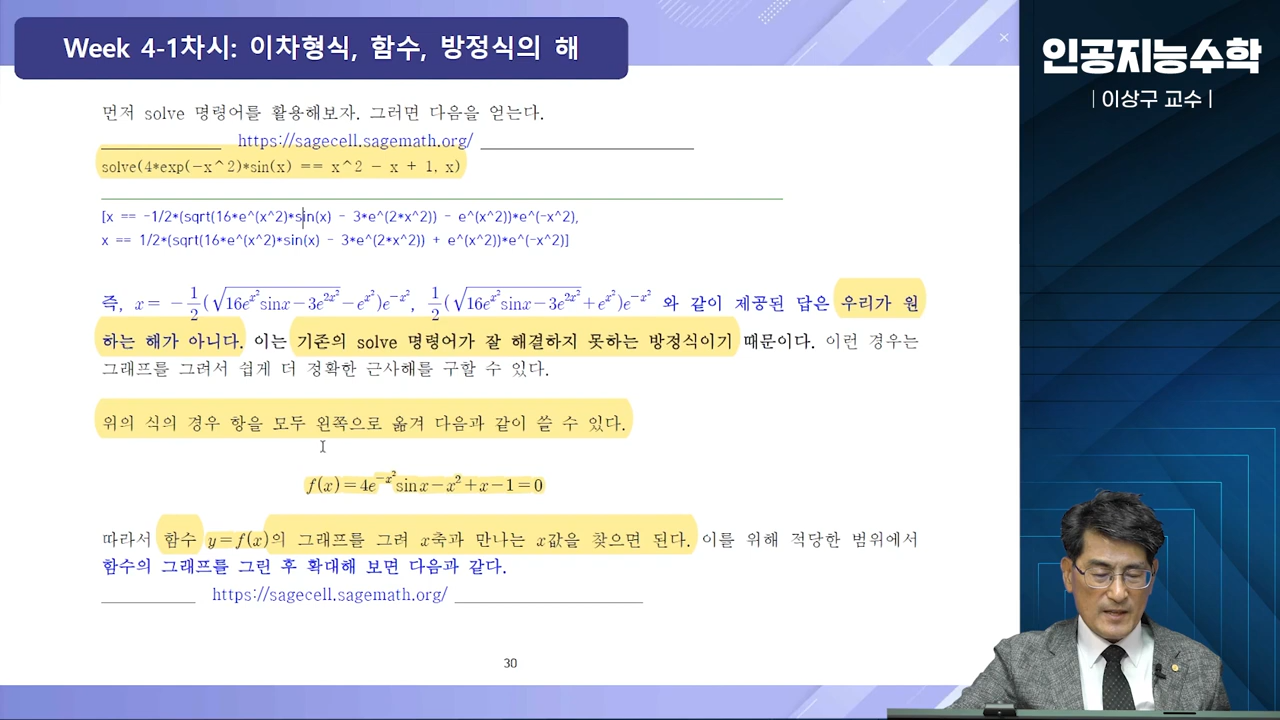 Week 4-1차시: 이차형식, 함수, 방정식의 해
인공지능수학
| 이상구 교수 |
먼저 solve 명령어를 활용해보자. 그러면 다음을 얻는다.
https://sagecell.sagemath.org/
solve(4*exp(-x^2)*sin(x) == x^2 - x + 1, x)
[x == -1/2*(sqrt(16*e^(x^2)*sin(x) - 3*e^(2*x^2)) - e^(x^2))*e^(-x^2),
x == 1/2*(sqrt(16*e^(x^2)*sin(x) - 3*e^(2*x^2)) + e^(x^2))*e^(-x^2)]
즉, x = -1/2(√(16e^{x^2}sinx-3e^{2x^2})-e^{x^2})e^{-x^2}, 1/2(√(16e^{x^2}sinx-3e^{2x^2})+e^{x^2})e^{-x^2} 와 같이 제공된 답은 우리가 원
하는 해가 아니다. 이는 기존의 solve 명령어가 잘 해결하지 못하는 방정식이기 때문이다. 이런 경우는
그래프를 그려서 쉽게 더 정확한 근사해를 구할 수 있다.
위의 식의 경우 항을 모두 왼쪽으로 옮겨 다음과 같이 쓸 수 있다.
f(x) = 4e^{-x^2}sinx-x^2+x-1=0
따라서 함수 y=f(x)의 그래프를 그려 x축과 만나는 x값을 찾으면 된다. 이를 위해 적당한 범위에서
함수의 그래프를 그린 후 확대해 보면 다음과 같다.
https://sagecell.sagemath.org/
30